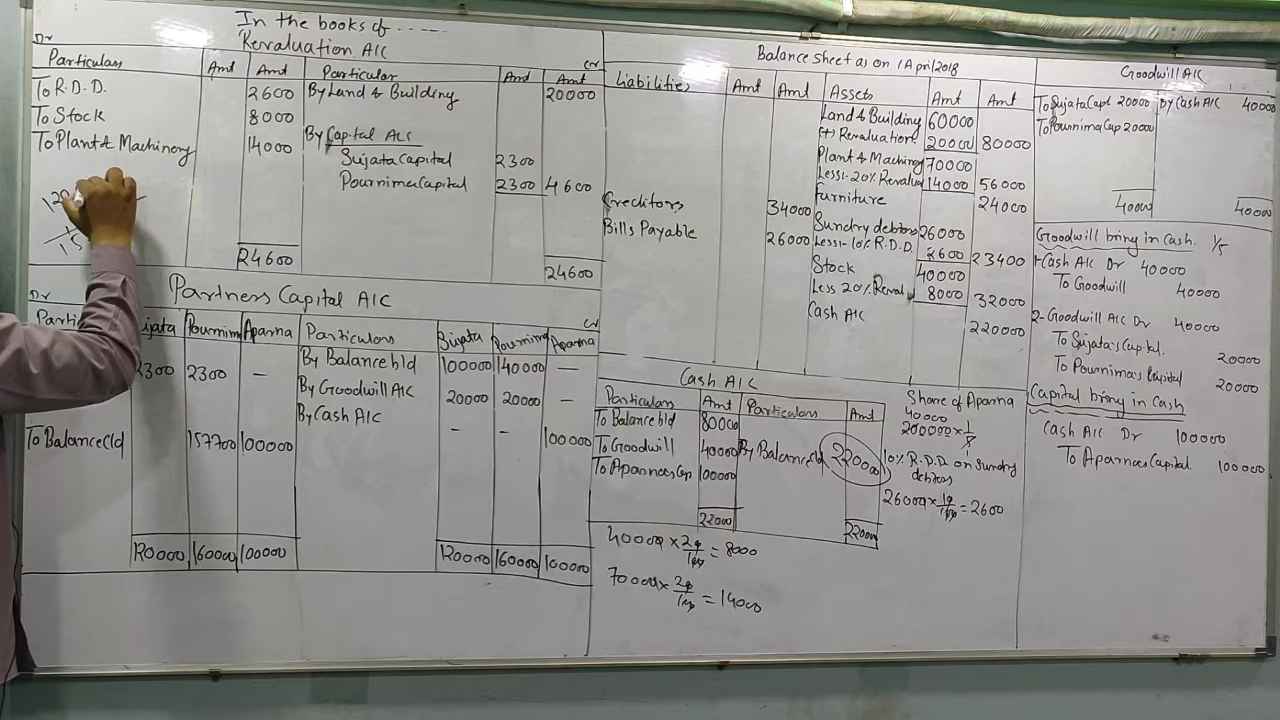 In the books of .....
Revaluation A/C
Dr
Cr
Particulars Amt Amt Particular Amt Amt
To R.D.D. 2600 By Land & Building 20000
To Stock 8000
To Plant & Machinery 14000 By Capital A/c
Sujata Capital 2300
Pournima Capital 2300 4600
24600 24600
Partners Capital A/C
Dr
Cr
Sujata Pournima Aparna Particulars Sujata Pournima Aparna
2300 2300 – By Balance b/d 100000 140000 –
By Goodwill A/C 20000 20000 –
By Cash A/C – – 100000
To Balance C/d 157700 100000
120000 160000 100000 120000 160000 100000
Balance Sheet as on 1 April 2018
Liabilities Amt Amt Assets Amt Amt
Land & Building 60000
(+) Revaluation 20000 80000
Plant & Machinery 70000
Less:- 20% Revalua 14000 56000
Creditors 34000 Furniture 24000
Bills Payable 26000 Sundry debtors 26000
Less:- 10% R.D.D 2600 23400
Stock 40000
Less 20% Reval 8000 32000
Cash A/C 220000
Cash A/C
Particulars Amt Particulars Amt
To Balance b/d 80000
To Goodwill 40000 By Balance C/d 220000
To Aparnas Cap 100000
22000 22000
40000 × 20/100 = 8000
70000 × 20/100 = 14000
Share of Aparna
40000
200000 × 1/5
10% R.D.D on Sundry
debtors
26000 × 10/100 = 2600
Goodwill A/C
To Sujata Capt 20000 By Cash A/C 40000
To Pournima Cap 20000
40000 40000
Goodwill bring in Cash. 1/5
1- Cash A/C Dr 40000
To Goodwill 40000
2- Goodwill A/C Dr 40000
To Sujata's Capital. 20000
To Pournima's Capital 20000
Capital bring in Cash
Cash A/C Dr 100000
To Aparnas Capital 100000